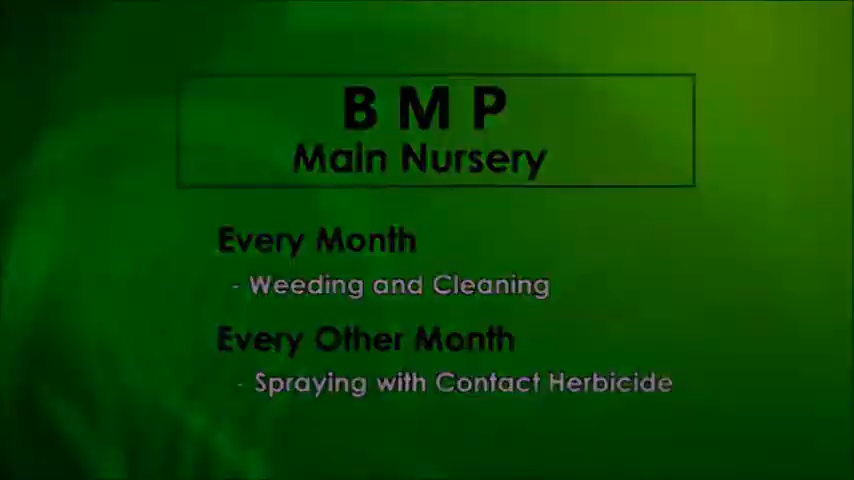 B M P
Main Nursery
Every Month
- Weeding and Cleaning
Every Other Month
- Spraying with Contact Herbicide